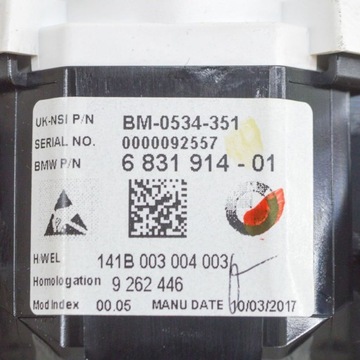 UK-NSI P/N BM-0534-351
SERIAL NO. 0000092557
BMW P/N 6 831 914 - 01
H-WEL 141B 003 004 003
Homologation 9 262 446
Mod Index 00.05 MANU DATE 10/03/2017